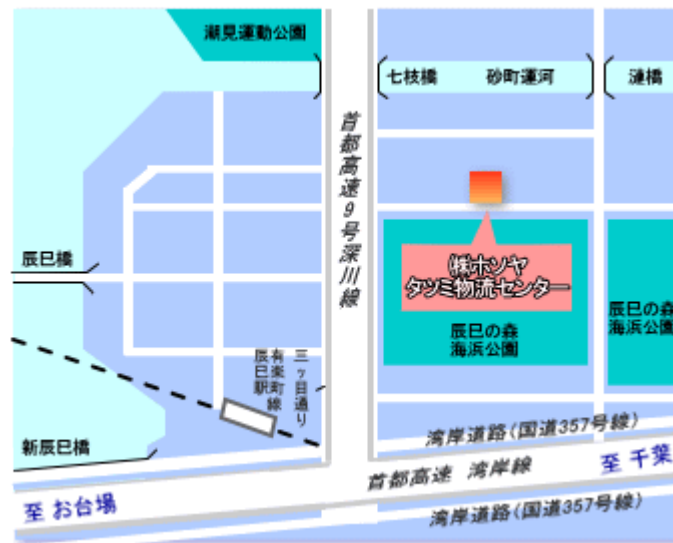 潮見運動公園
七枝橋
砂町運河
漣橋
首都高速9号深川線
㈱ホソヤ
タツミ物流センター
辰巳橋
辰巳の森
海浜公園
辰巳の森
海浜公園
三ヶ目通り
有楽町線
辰巳駅
新辰巳橋
湾岸道路(国道357号線)
首都高速 湾岸線
至 千葉
至 お台場
湾岸道路(国道357号線)